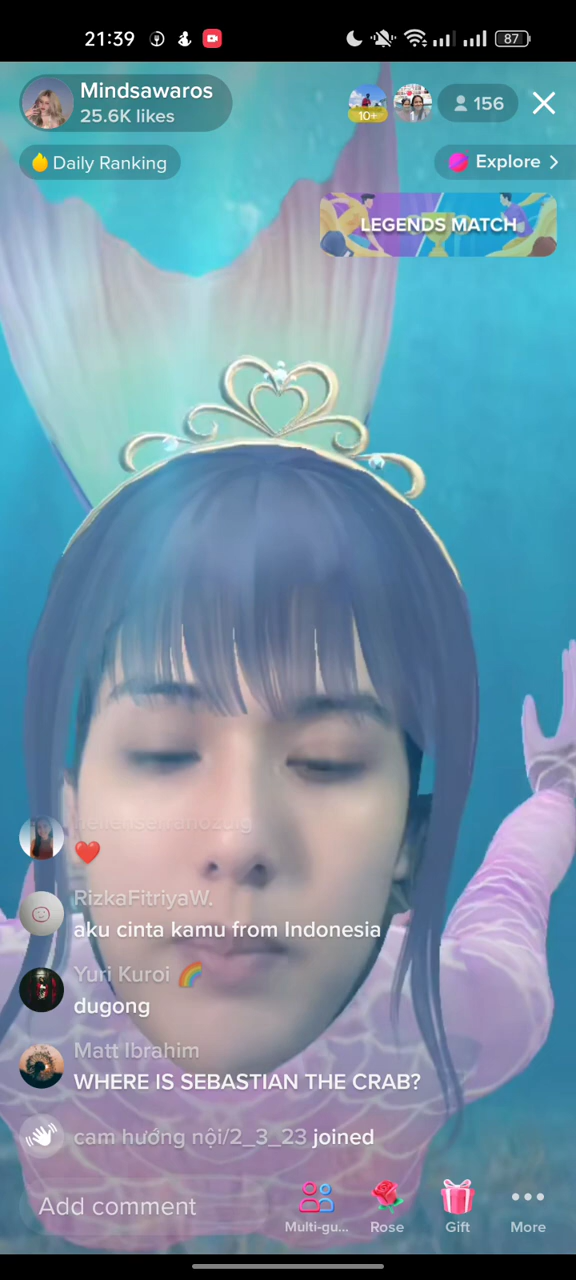 21:39
87
Mindsawaros
25.6K likes
10+
156
Daily Ranking
Explore
LEGENDS MATCH
RizkaFitriyaW.
aku cinta kamu from Indonesia
Yuri Kuroi 🌈
dugong
Matt Ibrahim
WHERE IS SEBASTIAN THE CRAB?
cam hướng nội/2_3_23 joined
Add comment
Multi-gu...
Rose
Gift
More